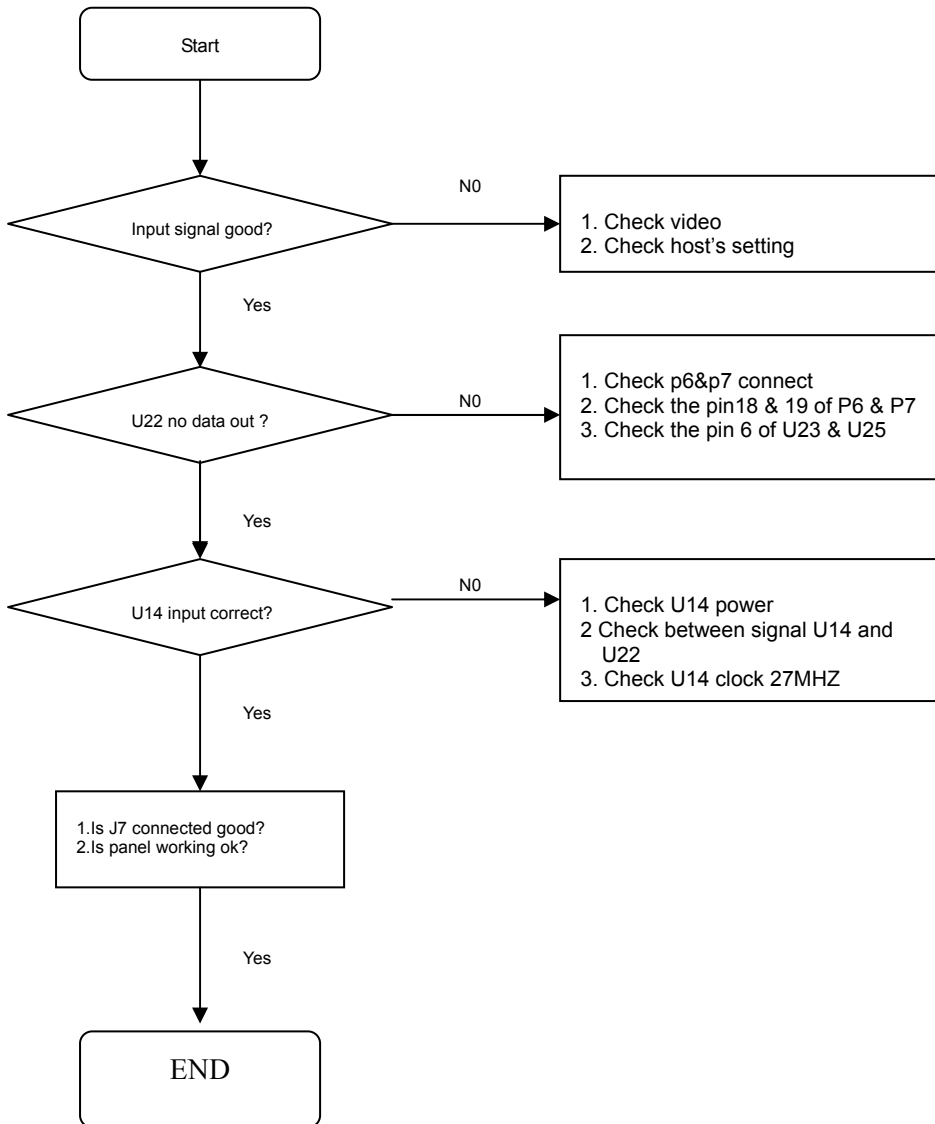 Start
Input signal good?
N0
1. Check video
2. Check host's setting
Yes
U22 no data out ?
N0
1. Check p6&p7 connect
2. Check the pin18 & 19 of P6 & P7
3. Check the pin 6 of U23 & U25
Yes
U14 input correct?
N0
1. Check U14 power
2 Check between signal U14 and
U22
3. Check U14 clock 27MHZ
Yes
1.Is J7 connected good?
2.Is panel working ok?
Yes
END